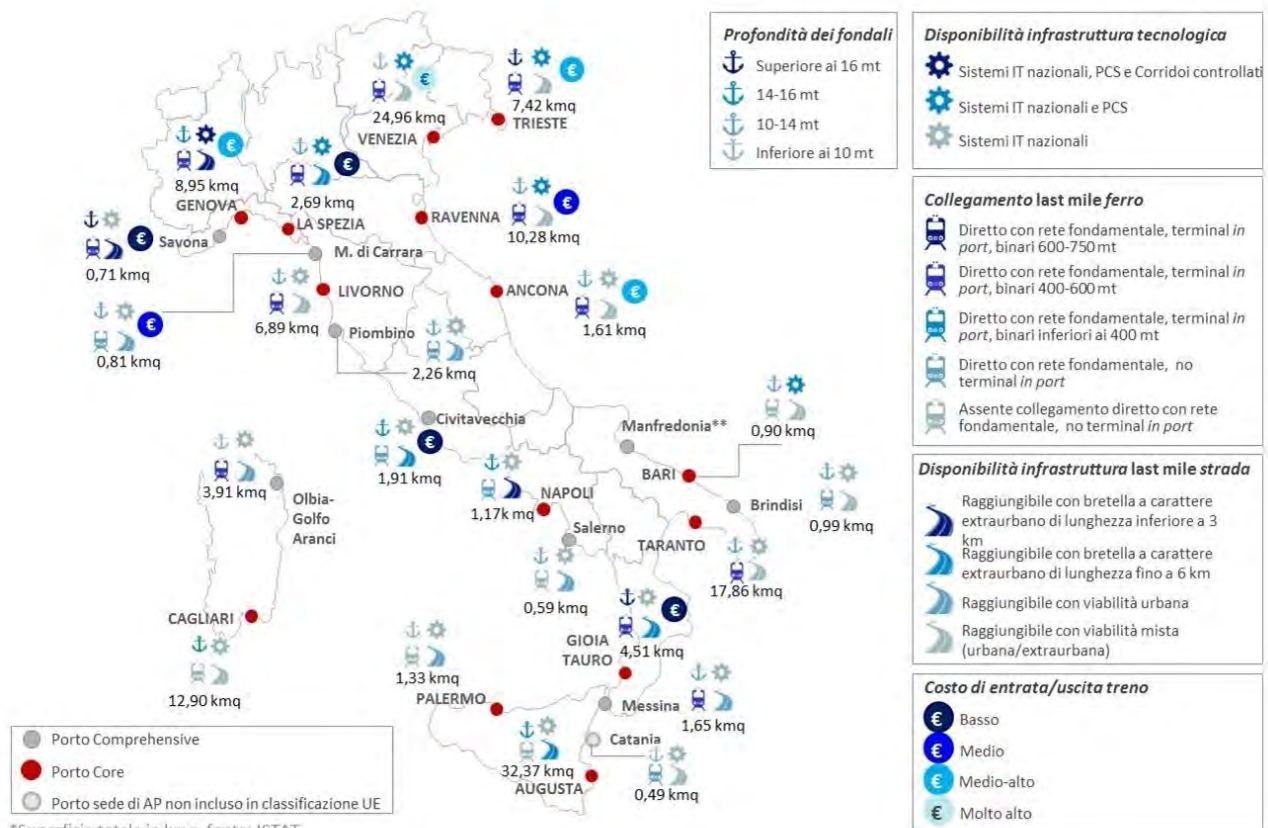 24,96 kmq
VENEZIA
7,42 kmq
TRIESTE
8,95 kmq
GENOVA
2,69 kmq
LA SPEZIA
RAVENNA
10,28 kmq
Savona
0,71 kmq
M. di Carrara
LIVORNO
6,89 kmq
ANCONA
1,61 kmq
0,81 kmq
Piombino
2,26 kmq
Civitavecchia
1,91 kmq
Manfredonia**
0,90 kmq
BARI
Brindisi
0,99 kmq
NAPOLI
1,17k mq
Salerno
TARANTO
0,59 kmq
17,86 kmq
3,91 kmq
Olbia-
Golfo
Aranci
CAGLIARI
12,90 kmq
GIOIA
TAURO
4,51 kmq
1,33 kmq
PALERMO
Messina
1,65 kmq
Catania
32,37 kmq
AUGUSTA
0,49 kmq
Porto Comprehensive
Porto Core
Porto sede di AP non incluso in classificazione UE
Profondità dei fondali
Superiore ai 16 mt
14-16 mt
10-14 mt
Inferiore ai 10 mt
Disponibilità infrastruttura tecnologica
Sistemi IT nazionali, PCS e Corridoi controllati
Sistemi IT nazionali e PCS
Sistemi IT nazionali
Collegamento last mile ferro
Diretto con rete fondamentale, terminal in
port, binari 600-750 mt
Diretto con rete fondamentale, terminal in
port, binari 400-600 mt
Diretto con rete fondamentale, terminal in
port, binari inferiori ai 400 mt
Diretto con rete fondamentale, no
terminal in port
Assente collegamento diretto con rete
fondamentale, no terminal in port
Disponibilità infrastruttura last mile strada
Raggiungibile con bretella a carattere
extraurbano di lunghezza inferiore a 3
km
Raggiungibile con bretella a carattere
extraurbano di lunghezza fino a 6 km
Raggiungibile con viabilità urbana
Raggiungibile con viabilità mista
(urbana/extraurbana)
Costo di entrata/uscita treno
€ Basso
€ Medio
€ Medio-alto
€ Molto alto
*Superficie totale in kmq, fonte: ISTAT